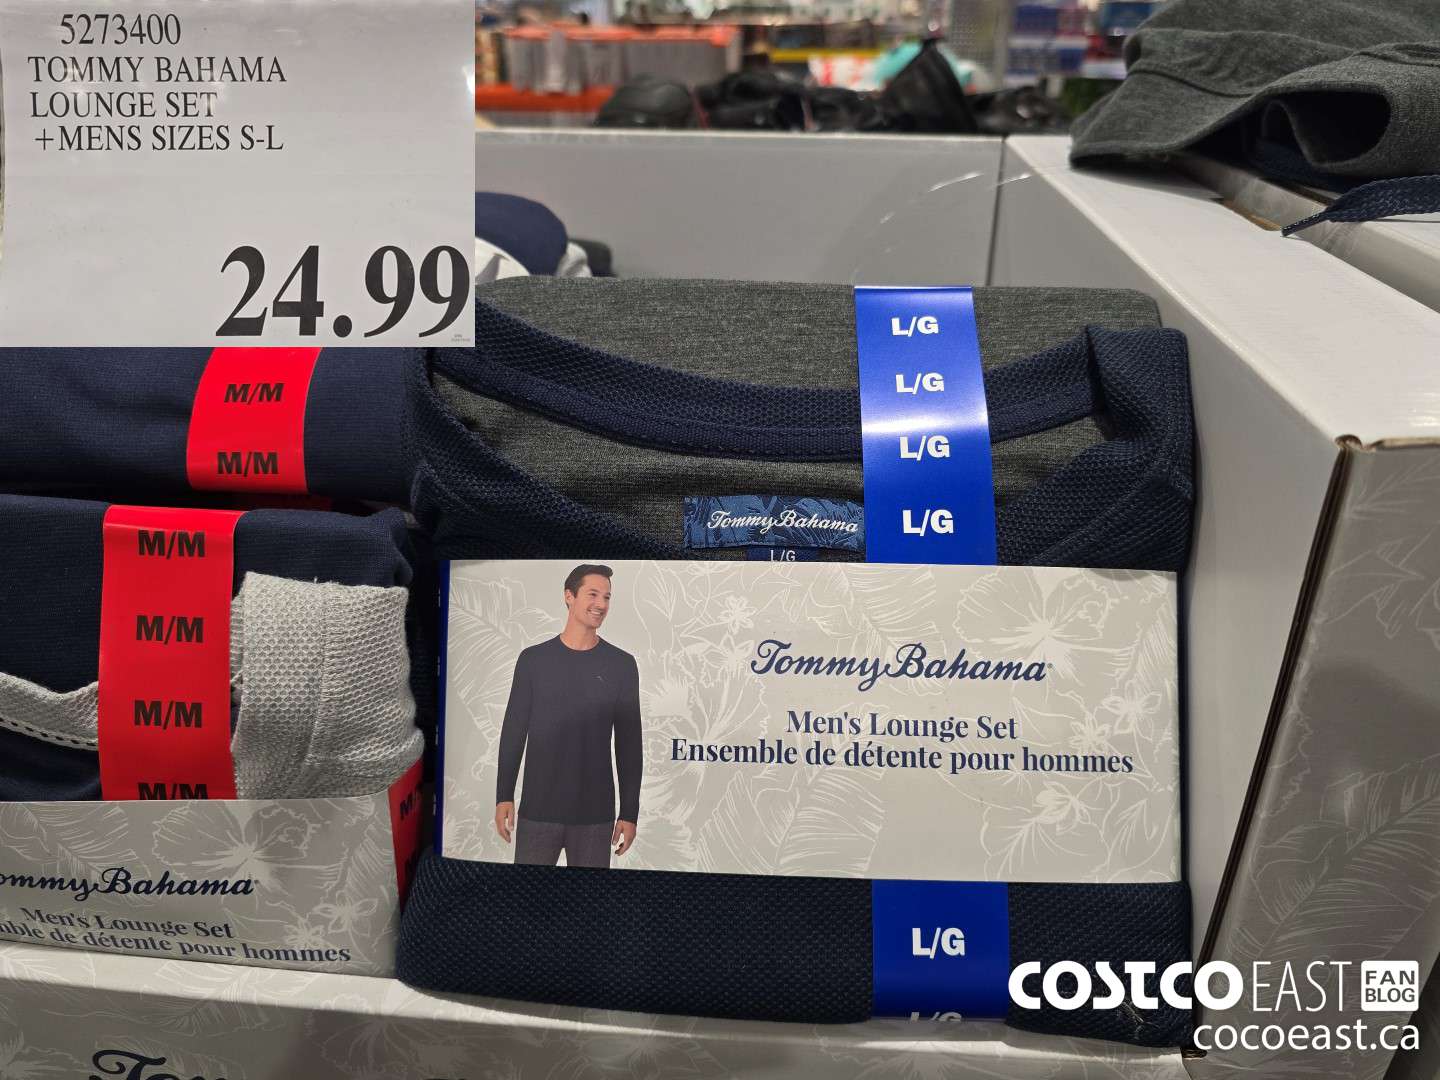 5273400
TOMMY BAHAMA
LOUNGE SET
+MENS SIZES S-L
24.99
M/M
M/M
M/M
M/M
M/M
M/M
L/G
L/G
L/G
L/G
Tommy Bahama
L/G
Tommy Bahama
Men's Lounge Set
Ensemble de détente pour hommes
L/G
L/G
ommy Bahama
Men's Lounge Set
mble de détente pour hommes
COSTCO EAST FAN BLOG
cocoeast.ca